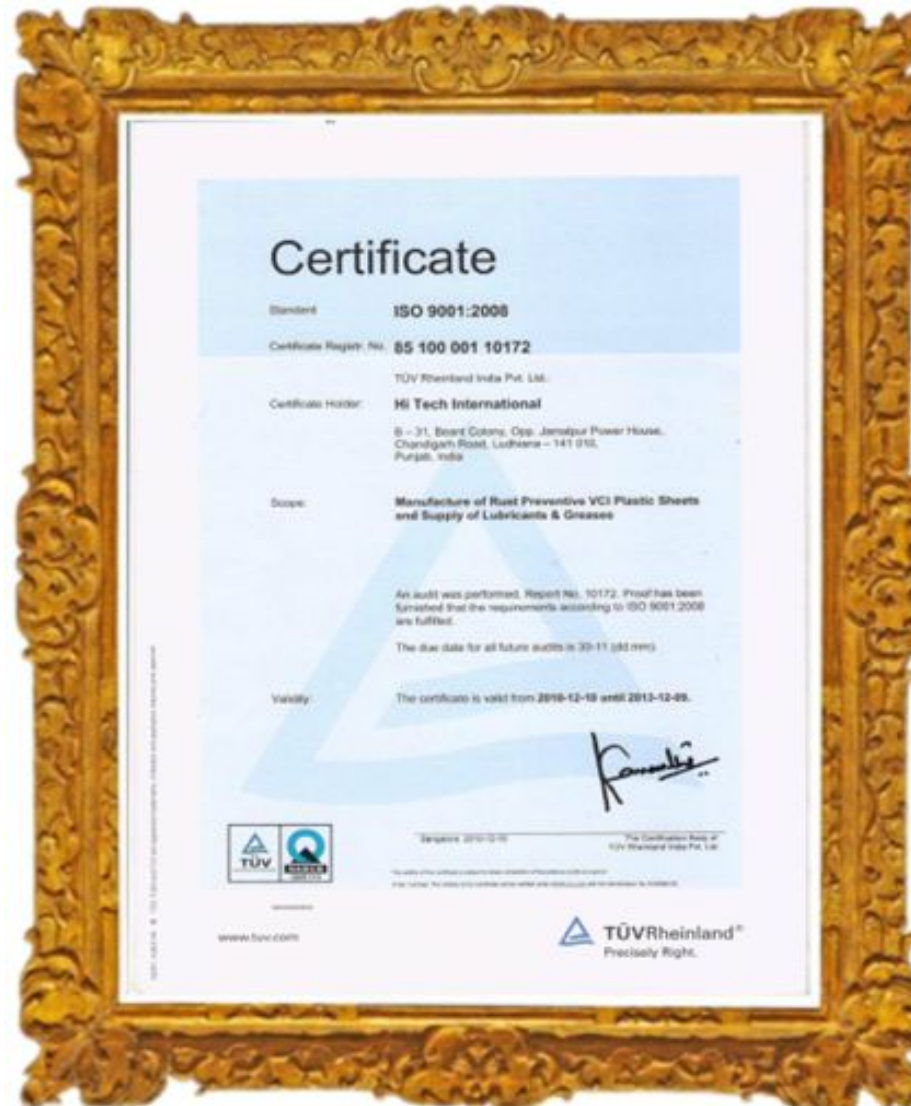 Certificate
Standard ISO 9001:2008
Certificate Registr. No. 85 100 001 10172
TÜV Rheinland India Pvt. Ltd.:
Certificate Holder: Hi Tech International
B – 31, Beant Colony, Opp. Jamalpur Power House,
Chandigarh Road, Ludhiana – 141 010,
Punjab, India
Scope: Manufacture of Rust Preventive VCI Plastic Sheets
and Supply of Lubricants & Greases
An audit was performed, Report No. 10172. Proof has been
furnished that the requirements according to ISO 9001:2008
are fulfilled.
The due date for all future audits is 30-11 (dd.mm)
Validity: The certificate is valid from 2010-12-10 until 2013-12-09.
Bangalore 2010-12-10
The Certification Body of
TÜV Rheinland India Pvt. Ltd.
TÜV
www.tuv.com
TÜVRheinland®
Precisely Right.